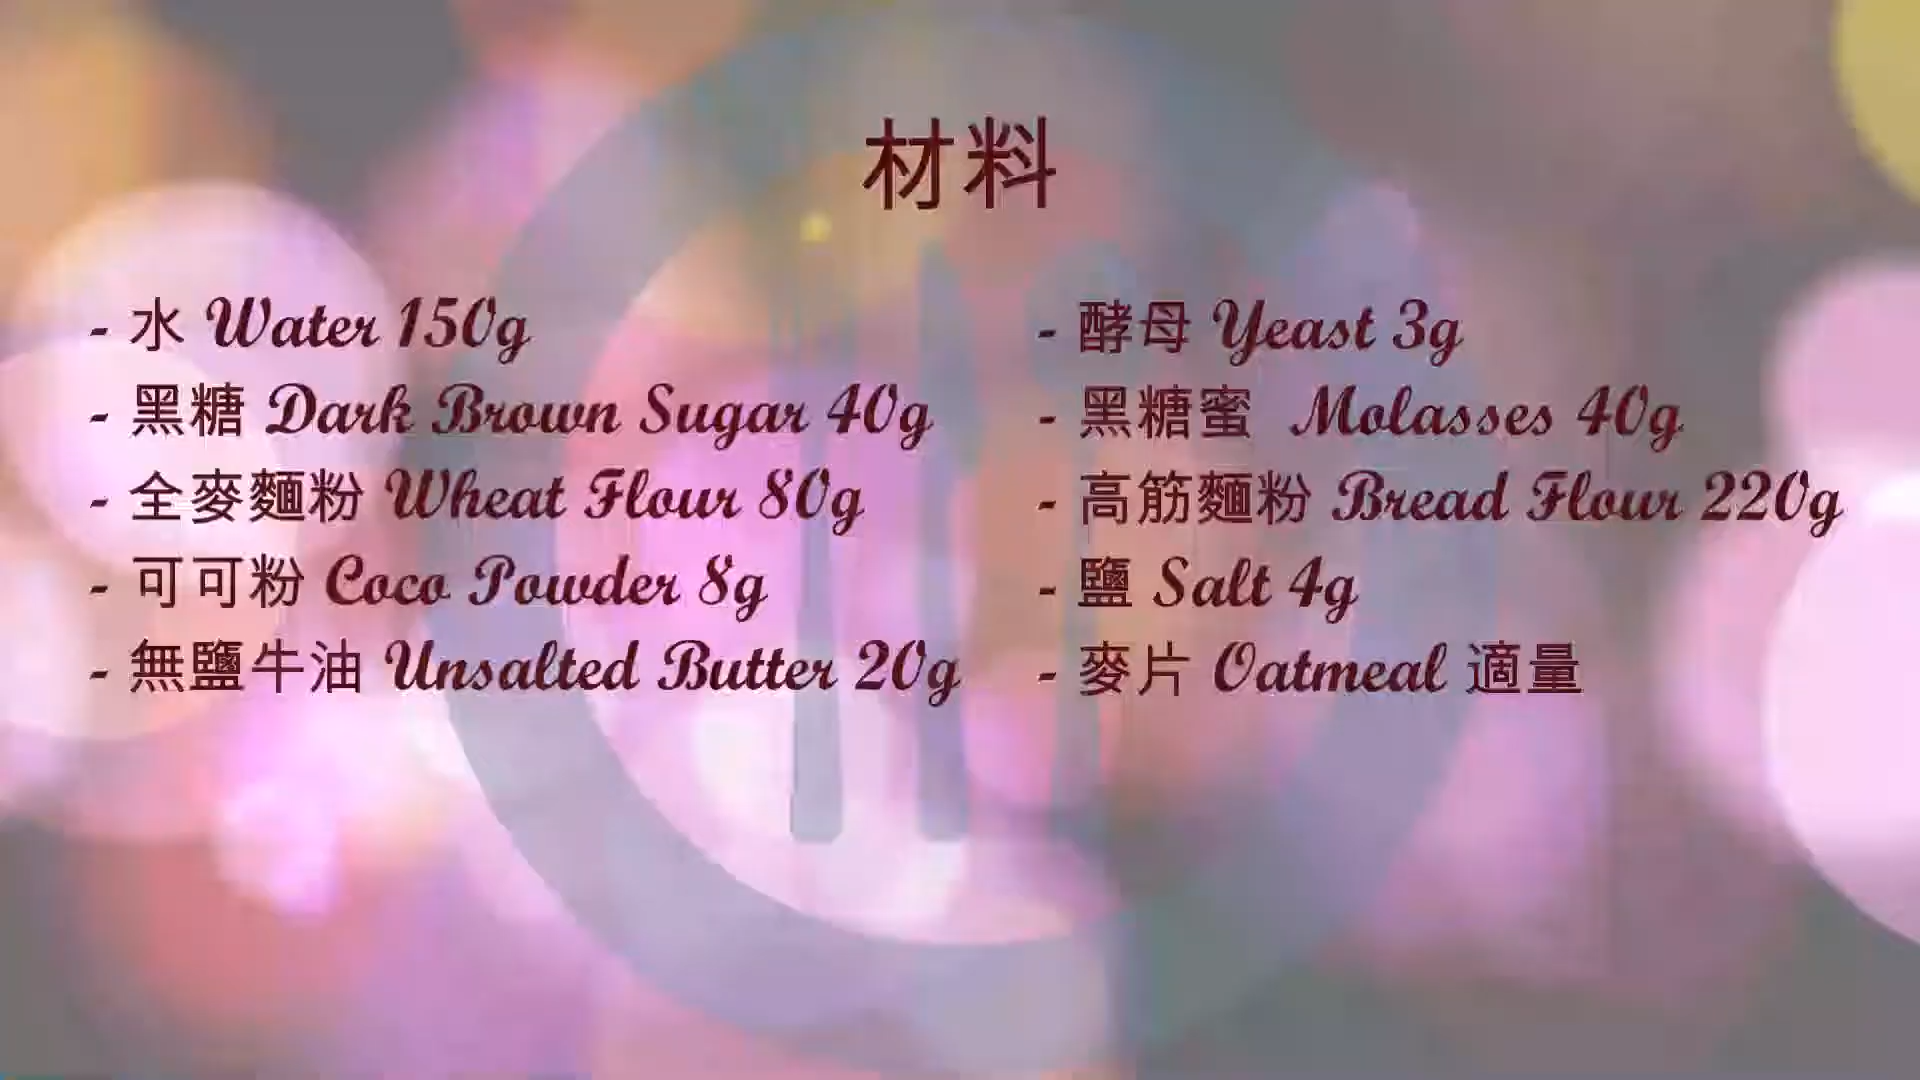 材料
- 水 Water 150g
- 黑糖 Dark Brown Sugar 40g
- 全麥麵粉 Wheat Flour 80g
- 可可粉 Coco Powder 8g
- 無鹽牛油 Unsalted Butter 20g
- 酵母 Yeast 3g
- 黑糖蜜 Molasses 40g
- 高筋麵粉 Bread Flour 220g
- 鹽 Salt 4g
- 麥片 Oatmeal 適量